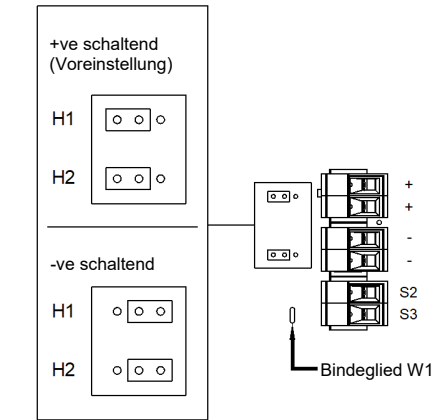 +ve schaltend
(Voreinstellung)
H1
H2
-ve schaltend
H1
H2
+
+
-
-
S2
S3
Bindeglied W1